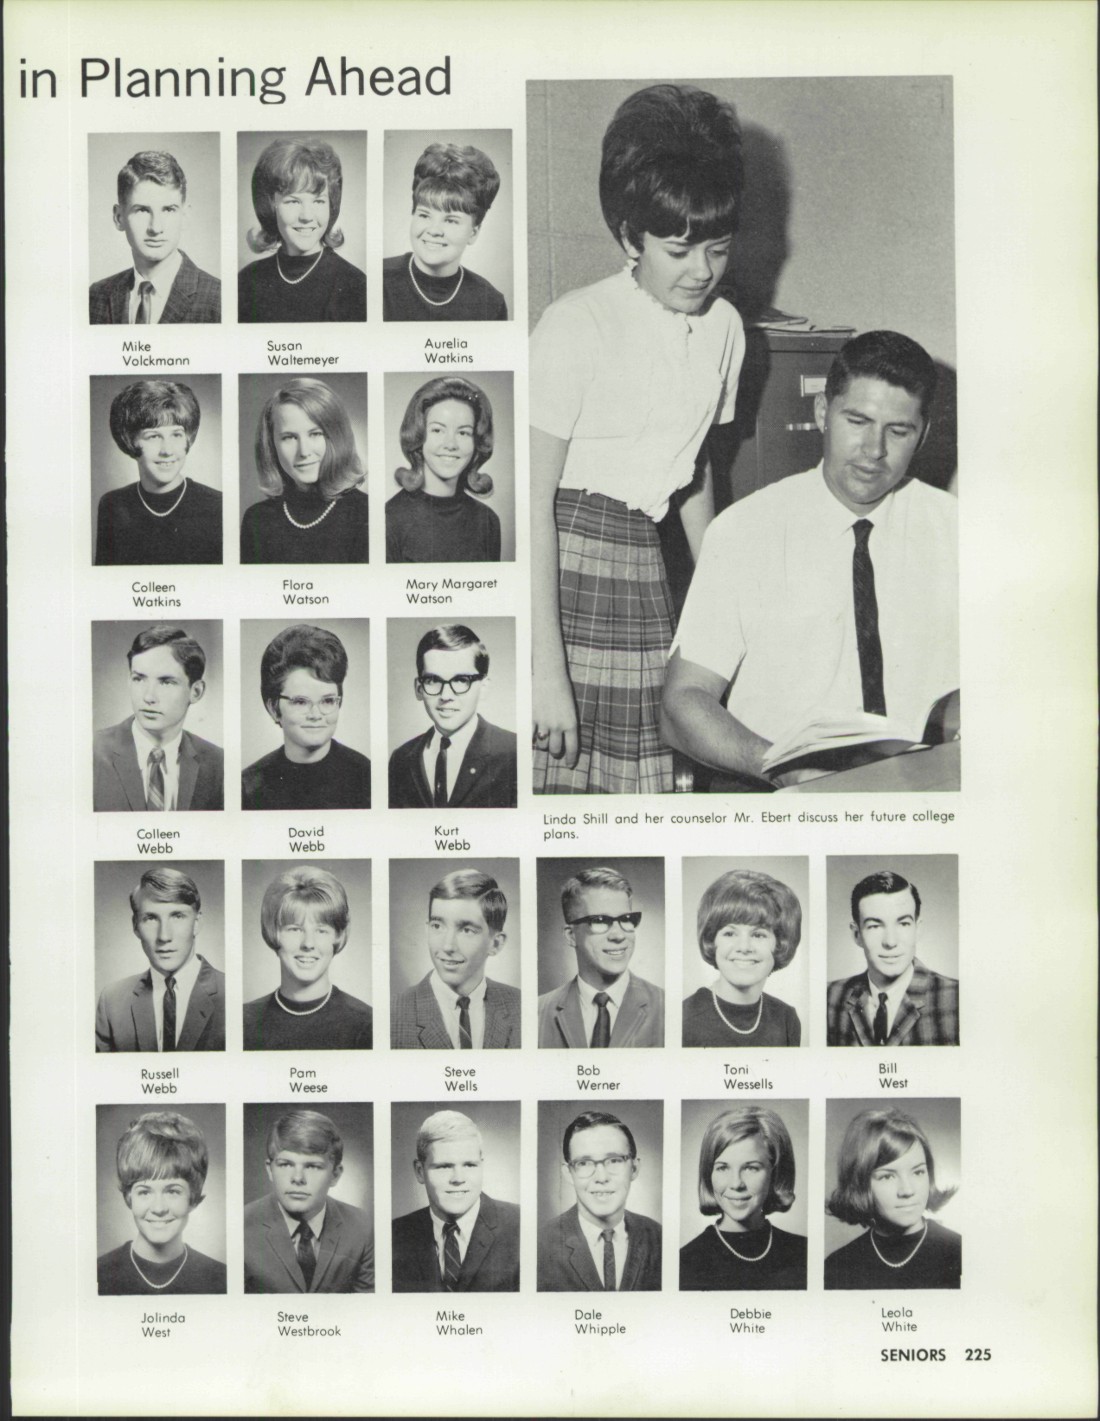 in Planning Ahead
Mike
Volckmann
Susan
Waltemeyer
Aurelia
Watkins
Colleen
Watkins
Flora
Watson
Mary Margaret
Watson
Colleen
Webb
David
Webb
Kurt
Webb
Linda Shill and her counselor Mr. Ebert discuss her future college
plans.
Russell
Webb
Pam
Weese
Steve
Wells
Bob
Werner
Toni
Wessells
Bill
West
Jolinda
West
Steve
Westbrook
Mike
Whalen
Dale
Whipple
Debbie
White
Leola
White
SENIORS 225